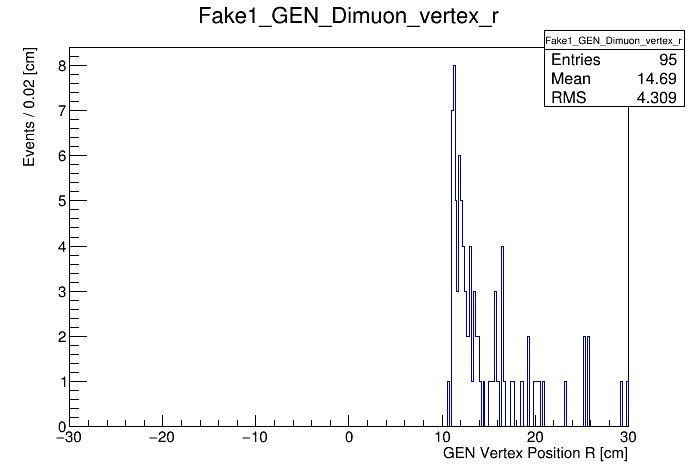 Fake1_GEN_Dimuon_vertex_r
Fake1_GEN_Dimuon_vertex_r
Entries 95
Mean 14.69
RMS 4.309
Events / 0.02 [cm]
8
7
6
5
4
3
2
1
0
−30 −20 −10 0 10 20 30
GEN Vertex Position R [cm]